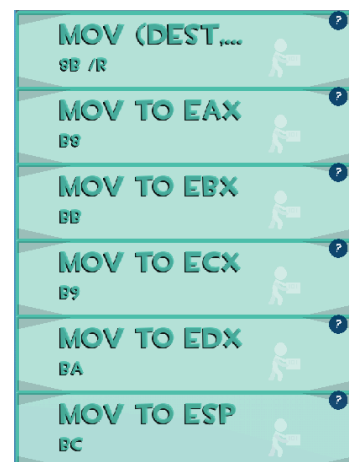 MOV (DEST,...
?
8B /R
MOV TO EAX
?
B8
MOV TO EBX
?
BB
MOV TO ECX
?
B9
MOV TO EDX
?
BA
MOV TO ESP
?
BC